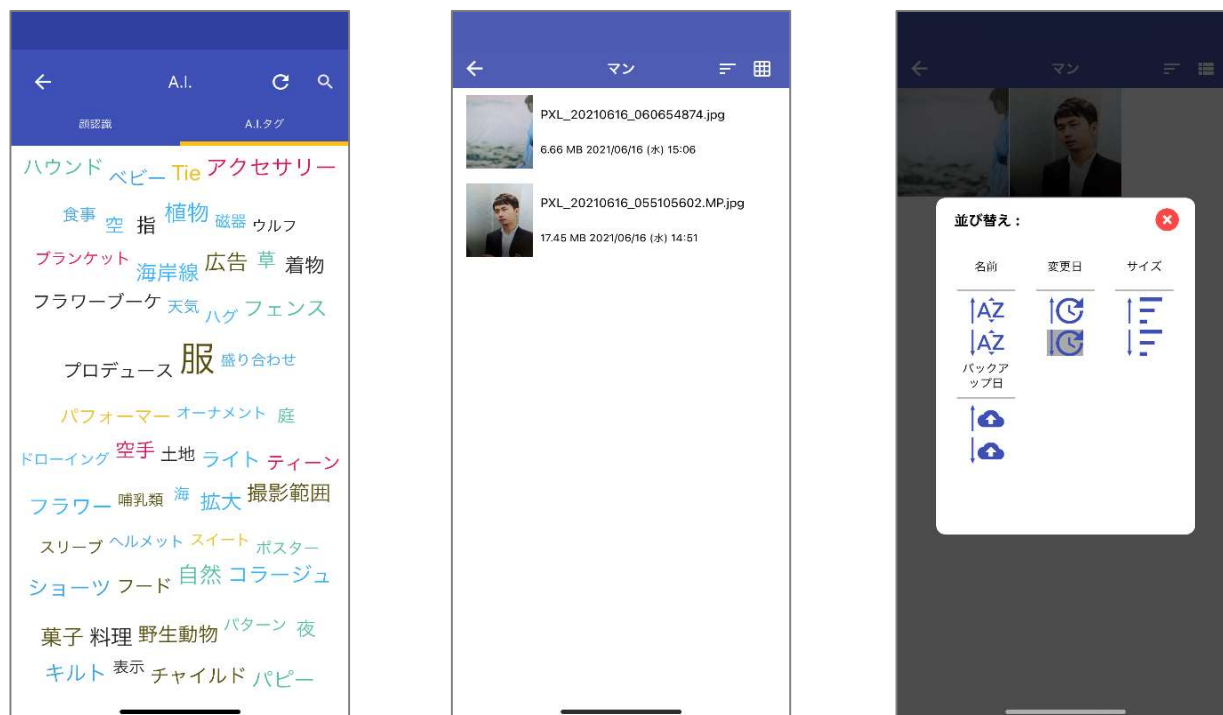 A.I.
顔認識 A.I.タグ
ハウンド ベビー Tie アクセサリー
食事 空 指 植物 磁器 ウルフ
ブランケット 海岸線 広告 草 着物
フラワーブーケ 天気 ハグ フェンス
プロデュース 服 盛り合わせ
パフォーマー オーナメント 庭
ドローイング 空手 土地 ライト ティーン
フラワー 哺乳類 海 拡大 撮影範囲
スリーブ ヘルメット スイート ポスター
ショーツ フード 自然 コラージュ
菓子 料理 野生動物 パターン 夜
キルト 表示 チャイルド パピー
マン
PXL_20210616_060654874.jpg
6.66 MB 2021/06/16 (水) 15:06
PXL_20210616_055105602.MP.jpg
17.45 MB 2021/06/16 (水) 14:51
マン
並び替え：
名前 変更日 サイズ
AZ
AZ
バックア
ップ日